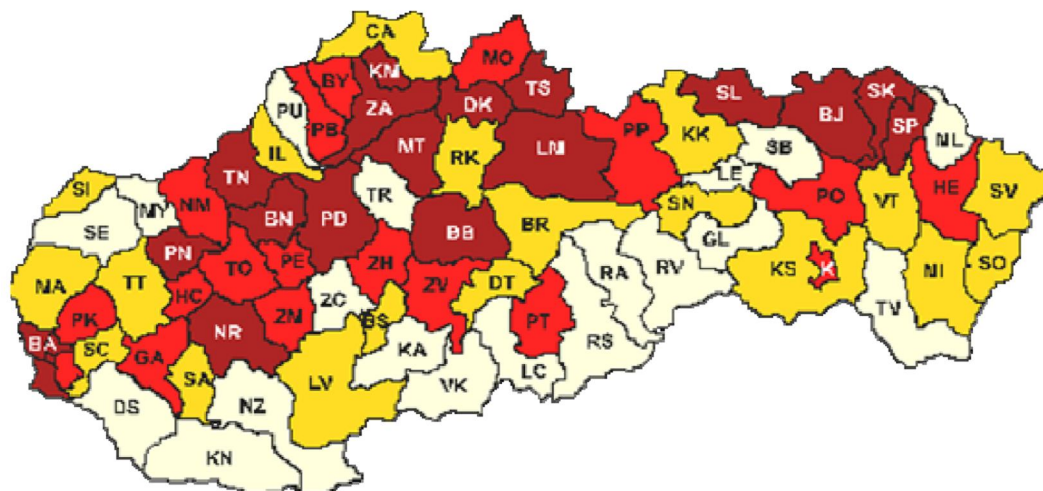 CA
MO
BY
KM
TS
PU
ZA
DK
SL
SK
BJ
PB
SP
PP
NL
MT
KK
SB
IL
RK
LM
TN
LE
SI
TR
PO
HE
VT
SV
MY
NM
BN
PD
SN
SE
BB
BR
GL
PN
PE
ZH
RA
RV
SO
TO
KS
K
MI
MA
TT
ZV
DT
HC
ZC
TV
PK
ZM
BS
PT
BA
NR
SC
GA
KA
RS
LC
SA
LV
VK
DS
NZ
KN